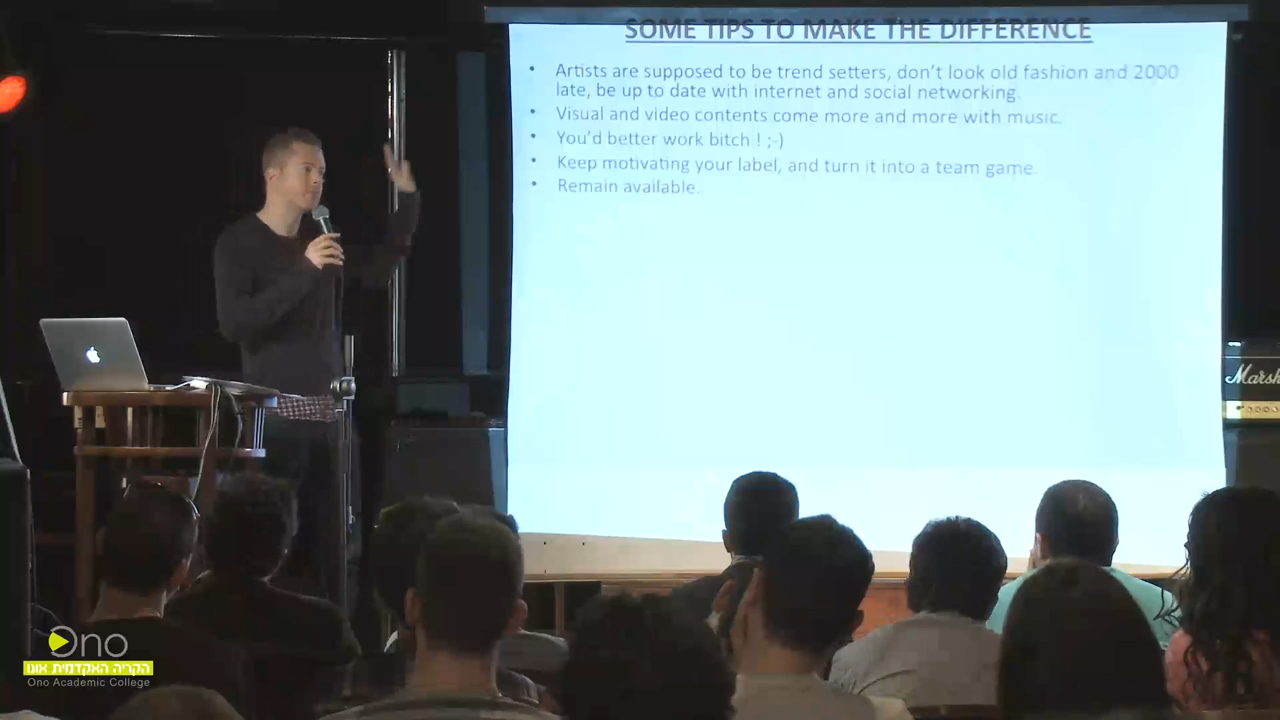 SOME TIPS TO MAKE THE DIFFERENCE
• Artists are supposed to be trend setters, don't look old fashion and 2000
late, be up to date with internet and social networking.
• Visual and video contents come more and more with music.
• You'd better work bitch ! ;-)
• Keep motivating your label, and turn it into a team game.
• Remain available.
Marsh
Ono
הקריה האקדמית אונו
Ono Academic College